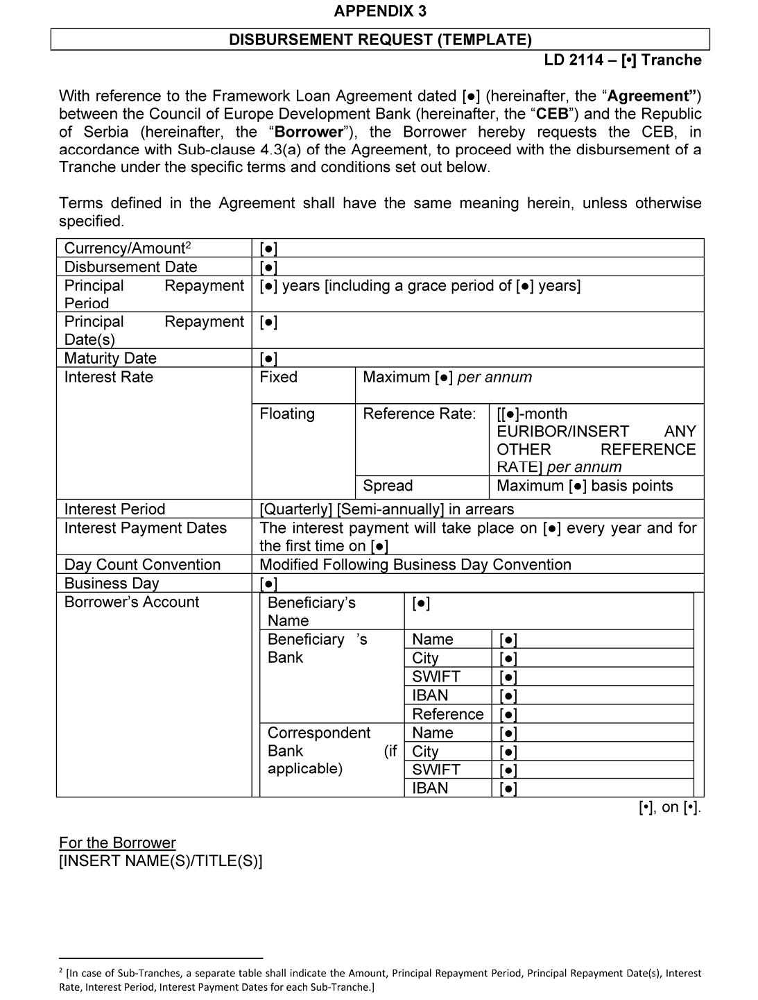 APPENDIX 3
DISBURSEMENT REQUEST (TEMPLATE)
LD 2114 – [•] Tranche
With reference to the Framework Loan Agreement dated [●] (hereinafter, the “Agreement”)
between the Council of Europe Development Bank (hereinafter, the “CEB”) and the Republic
of Serbia (hereinafter, the “Borrower”), the Borrower hereby requests the CEB, in
accordance with Sub-clause 4.3(a) of the Agreement, to proceed with the disbursement of a
Tranche under the specific terms and conditions set out below.
Terms defined in the Agreement shall have the same meaning herein, unless otherwise
specified.
Currency/Amount2 [●]
Disbursement Date [●]
Principal Repayment [●] years [including a grace period of [●] years]
Period
Principal Repayment [●]
Date(s)
Maturity Date [●]
Interest Rate Fixed Maximum [●] per annum
Floating Reference Rate: [[●]-month
EURIBOR/INSERT ANY
OTHER REFERENCE
RATE] per annum
Spread Maximum [●] basis points
Interest Period [Quarterly] [Semi-annually] in arrears
Interest Payment Dates The interest payment will take place on [●] every year and for
the first time on [●]
Day Count Convention Modified Following Business Day Convention
Business Day [●]
Borrower’s Account Beneficiary’s [●]
Name
Beneficiary ’s Name [●]
Bank City [●]
SWIFT [●]
IBAN [●]
Reference [●]
Correspondent Name [●]
Bank (if City [●]
applicable) SWIFT [●]
IBAN [●]
[•], on [•].
For the Borrower
[INSERT NAME(S)/TITLE(S)]
2 [In case of Sub-Tranches, a separate table shall indicate the Amount, Principal Repayment Period, Principal Repayment Date(s), Interest
Rate, Interest Period, Interest Payment Dates for each Sub-Tranche.]